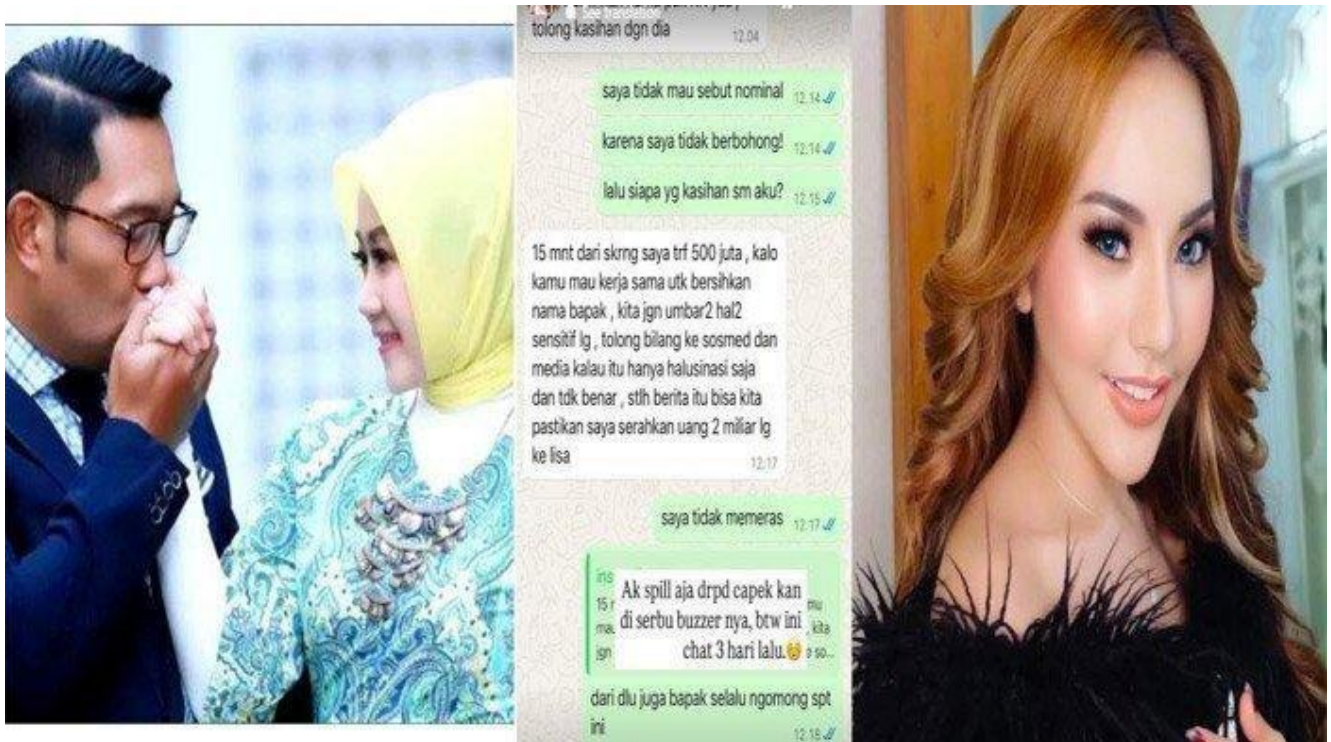 See translation
tolong kasihan dgn dia
12.04
saya tidak mau sebut nominal
12.14
karena saya tidak berbohong!
12.14
lalu siapa yg kasihan sm aku?
12.15
15 mnt dari skrng saya trf 500 juta , kalo
kamu mau kerja sama utk bersihkan
nama bapak , kita jgn umbar2 hal2
sensitif lg , tolong bilang ke sosmed dan
media kalau itu hanya halusinasi saja
dan tdk benar , stlh berita itu bisa kita
pastikan saya serahkan uang 2 miliar lg
ke lisa
12.17
saya tidak memeras
12.17
Ak spill aja drpd capek kan
di serbu buzzer nya, btw ini
kita
chat 3 hari lalu.😥
jgn
so...
dari dlu juga bapak selalu ngomong spt
ini
12.18